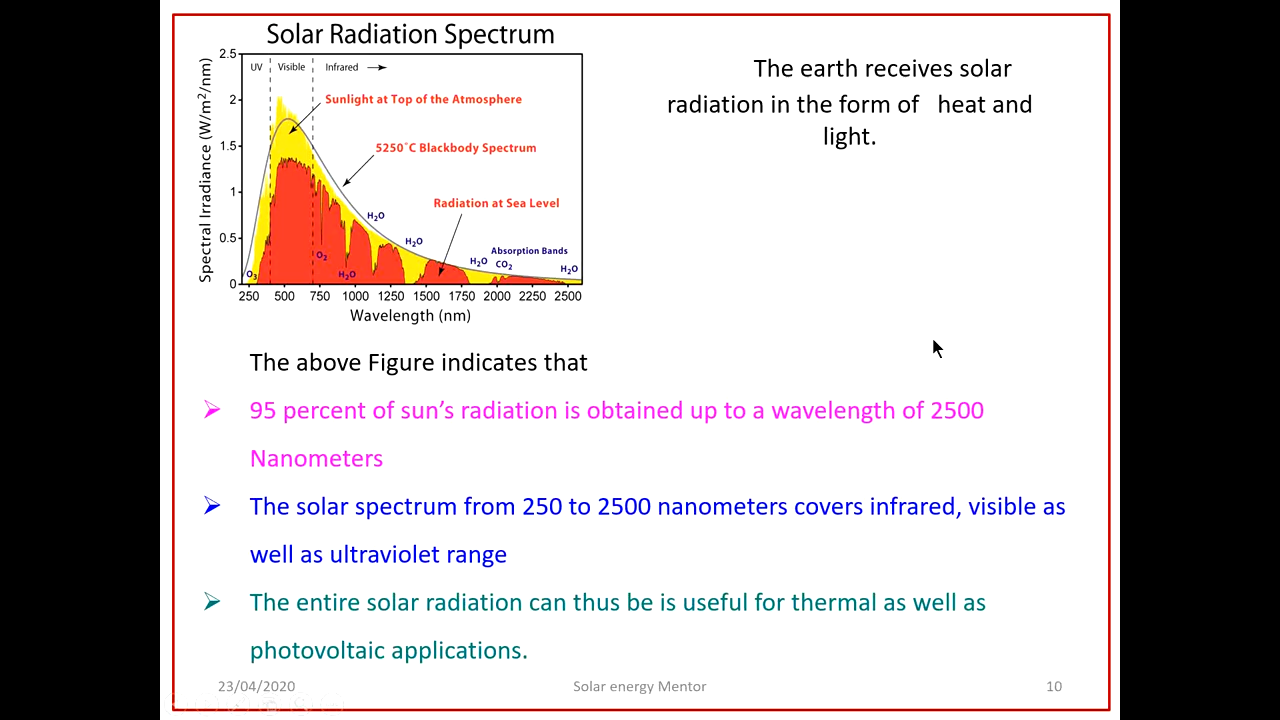 Solar Radiation Spectrum
UV Visible Infrared
Sunlight at Top of the Atmosphere
5250°C Blackbody Spectrum
Radiation at Sea Level
H₂O
H₂O
Absorption Bands
H₂O CO₂ H₂O
O₂
O₃ H₂O
Spectral Irradiance (W/m²/nm)
2.5
2
1.5
1
0.5
0
250 500 750 1000 1250 1500 1750 2000 2250 2500
Wavelength (nm)
The earth receives solar
radiation in the form of heat and
light.
The above Figure indicates that
95 percent of sun’s radiation is obtained up to a wavelength of 2500
Nanometers
The solar spectrum from 250 to 2500 nanometers covers infrared, visible as
well as ultraviolet range
The entire solar radiation can thus be is useful for thermal as well as
photovoltaic applications.
23/04/2020 Solar energy Mentor 10